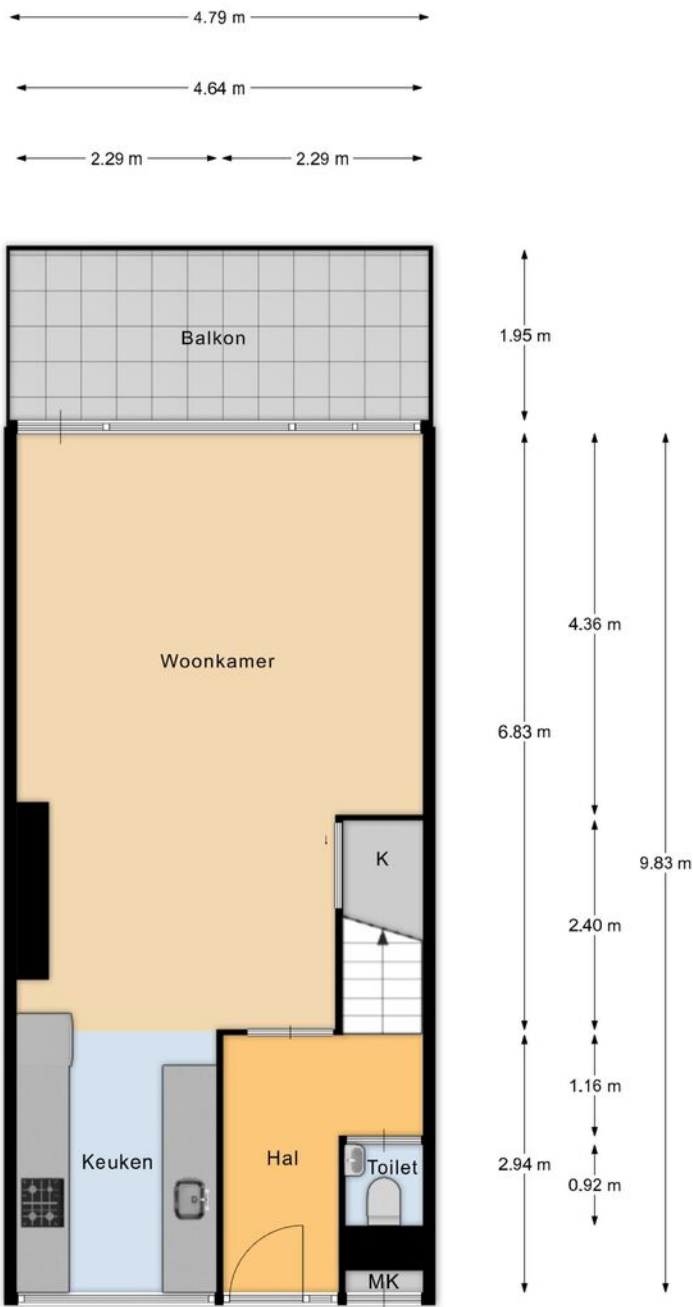 4.79 m
4.64 m
2.29 m 2.29 m
Balkon
1.95 m
4.36 m
Woonkamer
6.83 m
K
9.83 m
2.40 m
1.16 m
Keuken
Hal
Toilet
2.94 m
0.92 m
MK